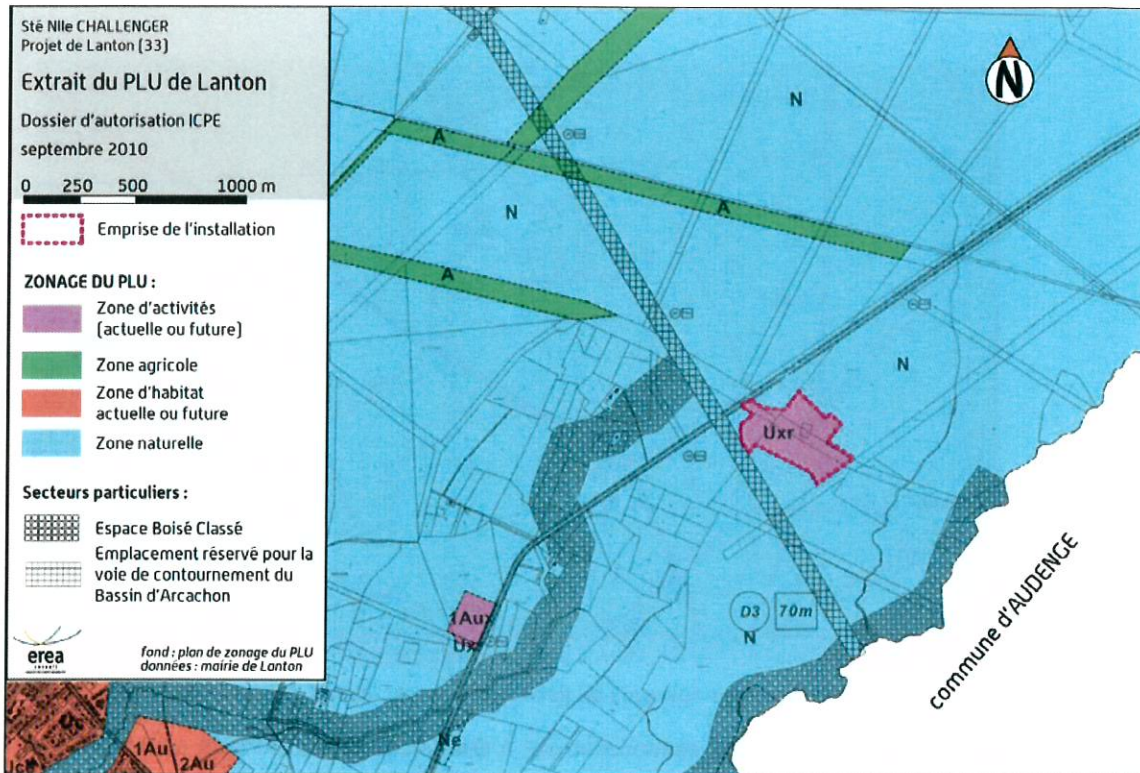 Sté Nlle CHALLENGER
Projet de Lanton (33)
Extrait du PLU de Lanton
Dossier d'autorisation ICPE
septembre 2010
0 250 500 1000 m
Emprise de l'installation
ZONAGE DU PLU :
Zone d'activités
(actuelle ou future)
Zone agricole
Zone d'habitat
actuelle ou future
Zone naturelle
Secteurs particuliers :
Espace Boisé Classé
Emplacement réservé pour la
voie de contournement du
Bassin d'Arcachon
erea
conseil
fond : plan de zonage du PLU
données : mairie de Lanton
N
N
A
N
A
A
N
Uxr
D3 70m
N
1Aux
Ne
1Au
2Au
commune d'AUDENGE